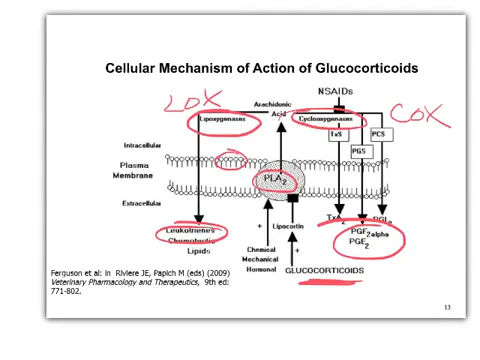 Cellular Mechanism of Action of Glucocorticoids
NSAIDs
LOX
Arachidonic
Acid
COX
Lipoxygenases
Cyclooxygenases
TxS
PCS
PGS
Intracellular
Plasma
Membrane
PLA2
Extracellular
TxA2
Leukotrienes
Chemotactic
Lipids
+
Lipocortin
+
PGF2alpha
PGE2
Chemical
Mechanical
Hormonal
GLUCOCORTICOIDS
Ferguson et al: in Riviere JE, Papich M (eds) (2009)
Veterinary Pharmacology and Therapeutics, 9th ed:
771-802.
13